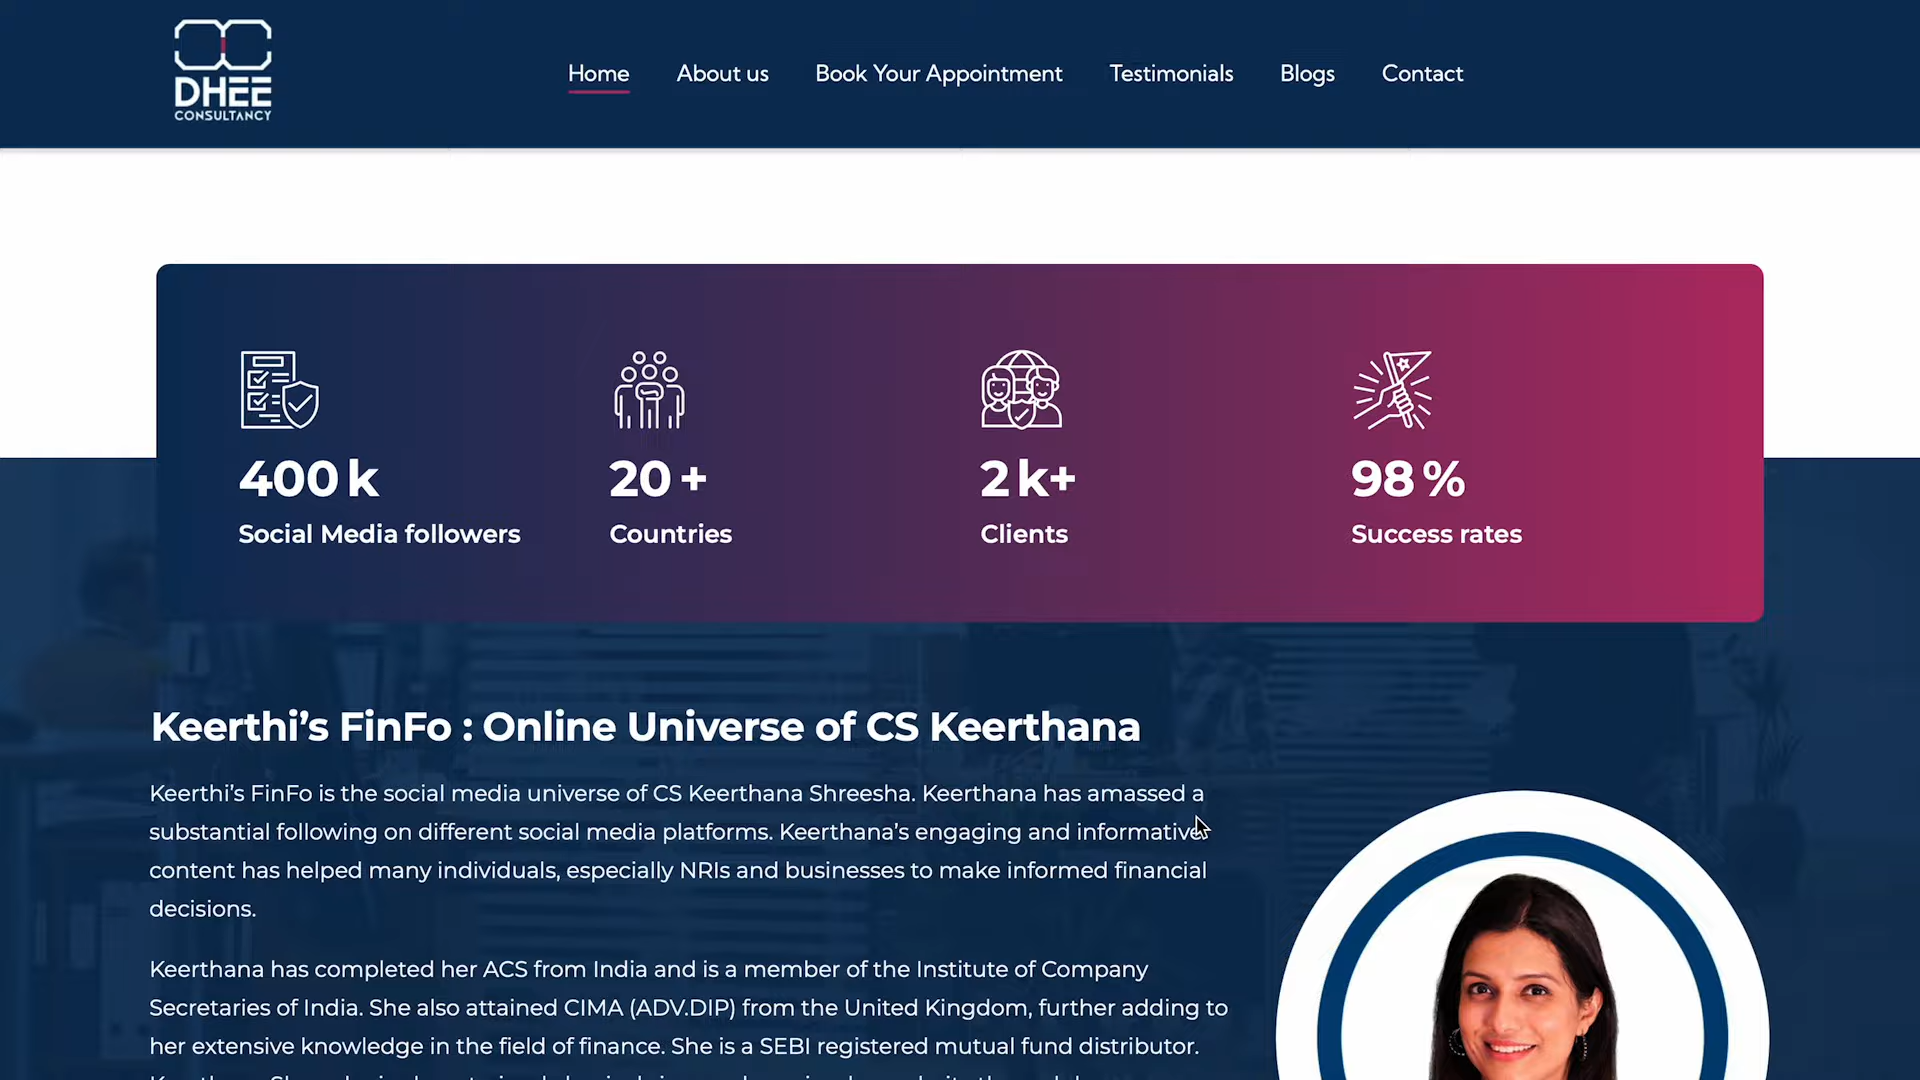 DHEE
CONSULTANCY
Home About us Book Your Appointment Testimonials Blogs Contact
400 k 20 + 2 k+ 98 %
Social Media followers Countries Clients Success rates
Keerthi’s FinFo : Online Universe of CS Keerthana
Keerthi’s FinFo is the social media universe of CS Keerthana Shreesha. Keerthana has amassed a
substantial following on different social media platforms. Keerthana’s engaging and informative
content has helped many individuals, especially NRIs and businesses to make informed financial
decisions.
Keerthana has completed her ACS from India and is a member of the Institute of Company
Secretaries of India. She also attained CIMA (ADV.DIP) from the United Kingdom, further adding to
her extensive knowledge in the field of finance. She is a SEBI registered mutual fund distributor.